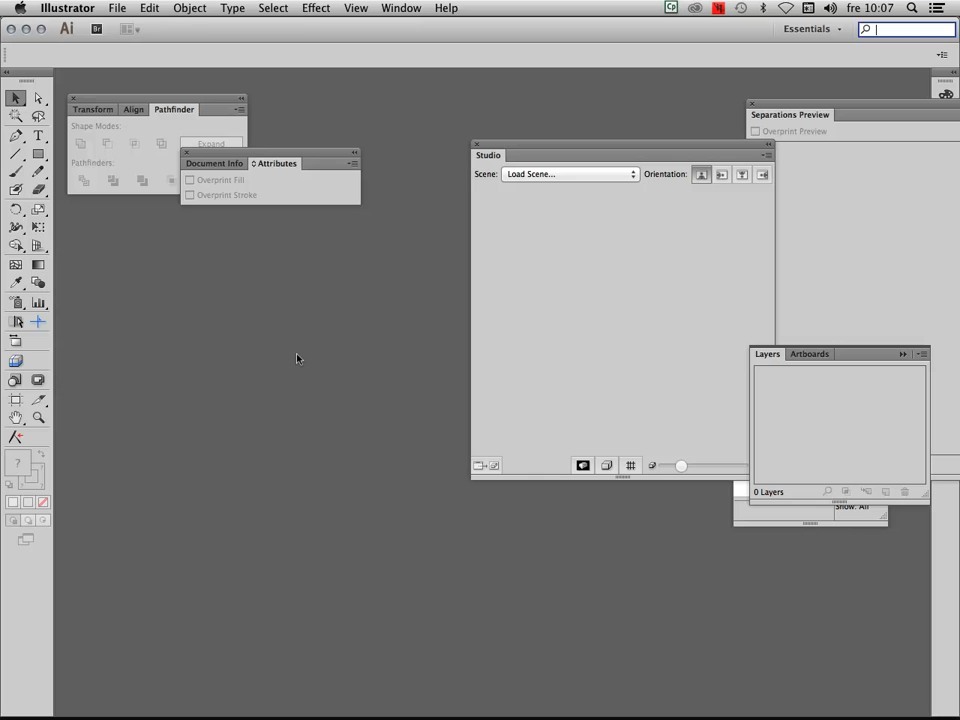 Illustrator File Edit Object Type Select Effect View Window Help fre 10:07
Ai Br Essentials
Transform Align Pathfinder
Shape Modes:
Expand
Pathfinders:
Document Info Attributes
Overprint Fill
Overprint Stroke
Separations Preview
Overprint Preview
Studio
Scene: Load Scene... Orientation:
Layers Artboards
0 Layers
Show: All
?